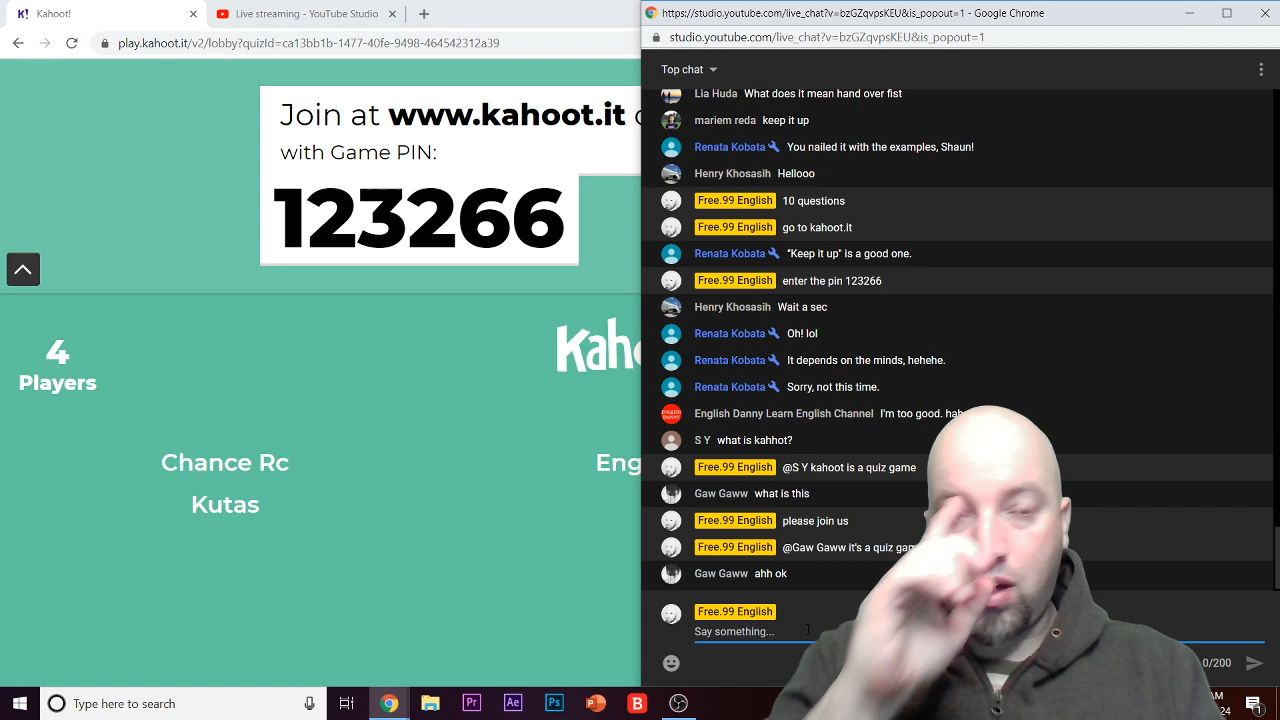 Kahoot!
Live streaming - YouTube Studio
https://studio.youtube.com/live_chat?v=bzGZqvpsKEU&is_popout=1 - Google Chrome
play.kahoot.it/v2/lobby?quizId=ca13bb1b-1477-40fe-9498-464542312a39
studio.youtube.com/live_chat?v=bzGZqvpsKEU&is_popout=1
Join at www.kahoot.it
with Game PIN:
123266
4
Players
Kaho
Chance Rc
Eng
Kutas
Top chat
Lia Huda What does it mean hand over fist
mariem reda keep it up
Renata Kobata You nailed it with the examples, Shaun!
Henry Khosasih Hellooo
Free.99 English 10 questions
Free.99 English go to kahoot.it
Renata Kobata "Keep it up" is a good one.
Free.99 English enter the pin 123266
Henry Khosasih Wait a sec
Renata Kobata Oh! lol
Renata Kobata It depends on the minds, hehehe.
Renata Kobata Sorry, not this time.
English Danny Learn English Channel I'm too good.
S Y what is kahhot?
Free.99 English @S Y kahoot is a quiz game
Gaw Gaww what is this
Free.99 English please join us
Free.99 English @Gaw Gaww it's a quiz
Gaw Gaww ahh ok
Free.99 English
Say something...
0/200
Type here to search